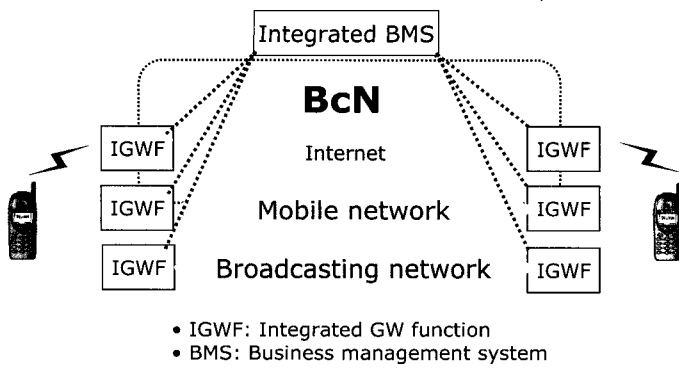 Integrated BMS
BcN
IGWF
Internet
IGWF
IGWF
Mobile network
IGWF
IGWF
Broadcasting network
IGWF
• IGWF: Integrated GW function
• BMS: Business management system